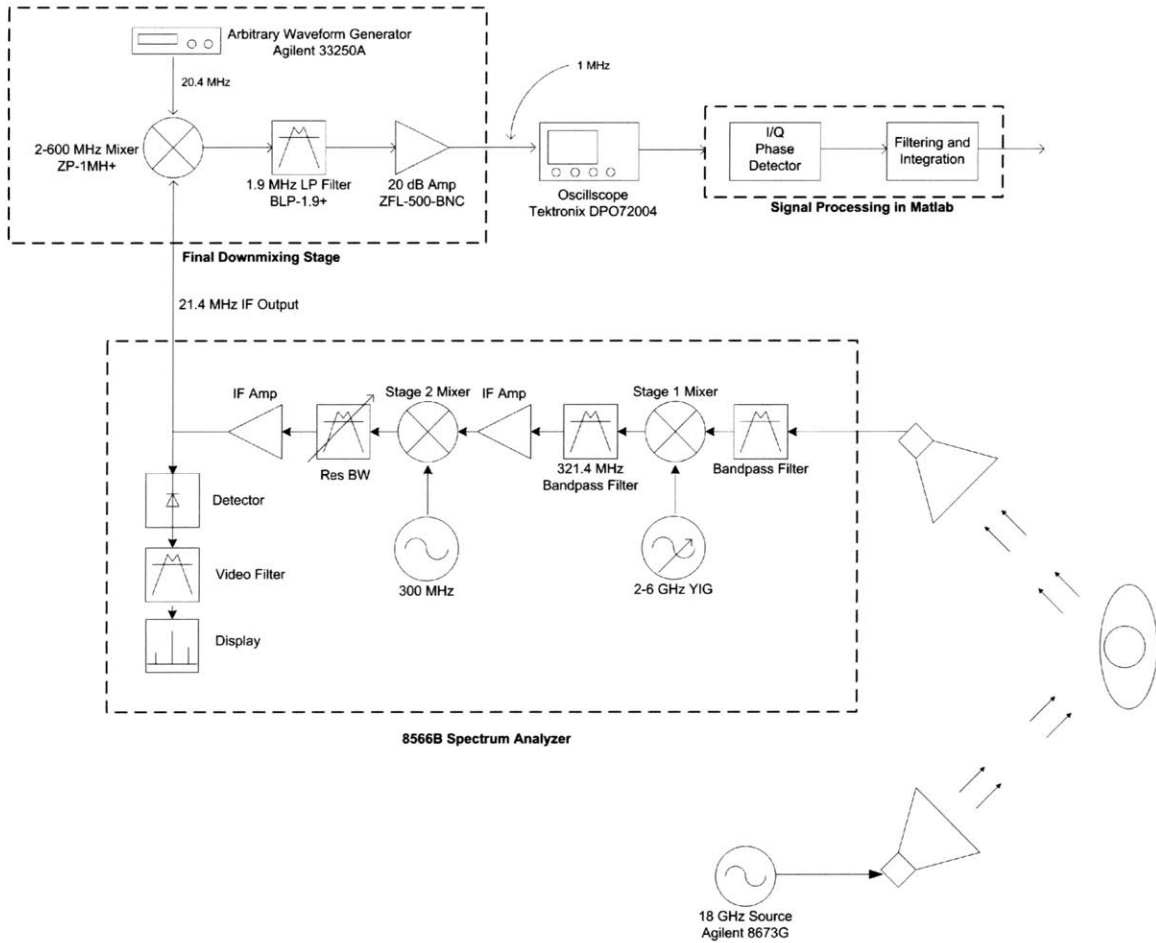 Arbitrary Waveform Generator
Agilent 33250A
20.4 MHz
2-600 MHz Mixer
ZP-1MH+
1.9 MHz LP Filter
BLP-1.9+
20 dB Amp
ZFL-500-BNC
Final Downmixing Stage
1 MHz
Oscillscope
Tektronix DPO72004
I/Q
Phase
Detector
Filtering and
Integration
Signal Processing in Matlab
21.4 MHz IF Output
IF Amp
Res BW
Stage 2 Mixer
300 MHz
IF Amp
321.4 MHz
Bandpass Filter
Stage 1 Mixer
2-6 GHz YIG
Bandpass Filter
Detector
Video Filter
Display
8566B Spectrum Analyzer
18 GHz Source
Agilent 8673G